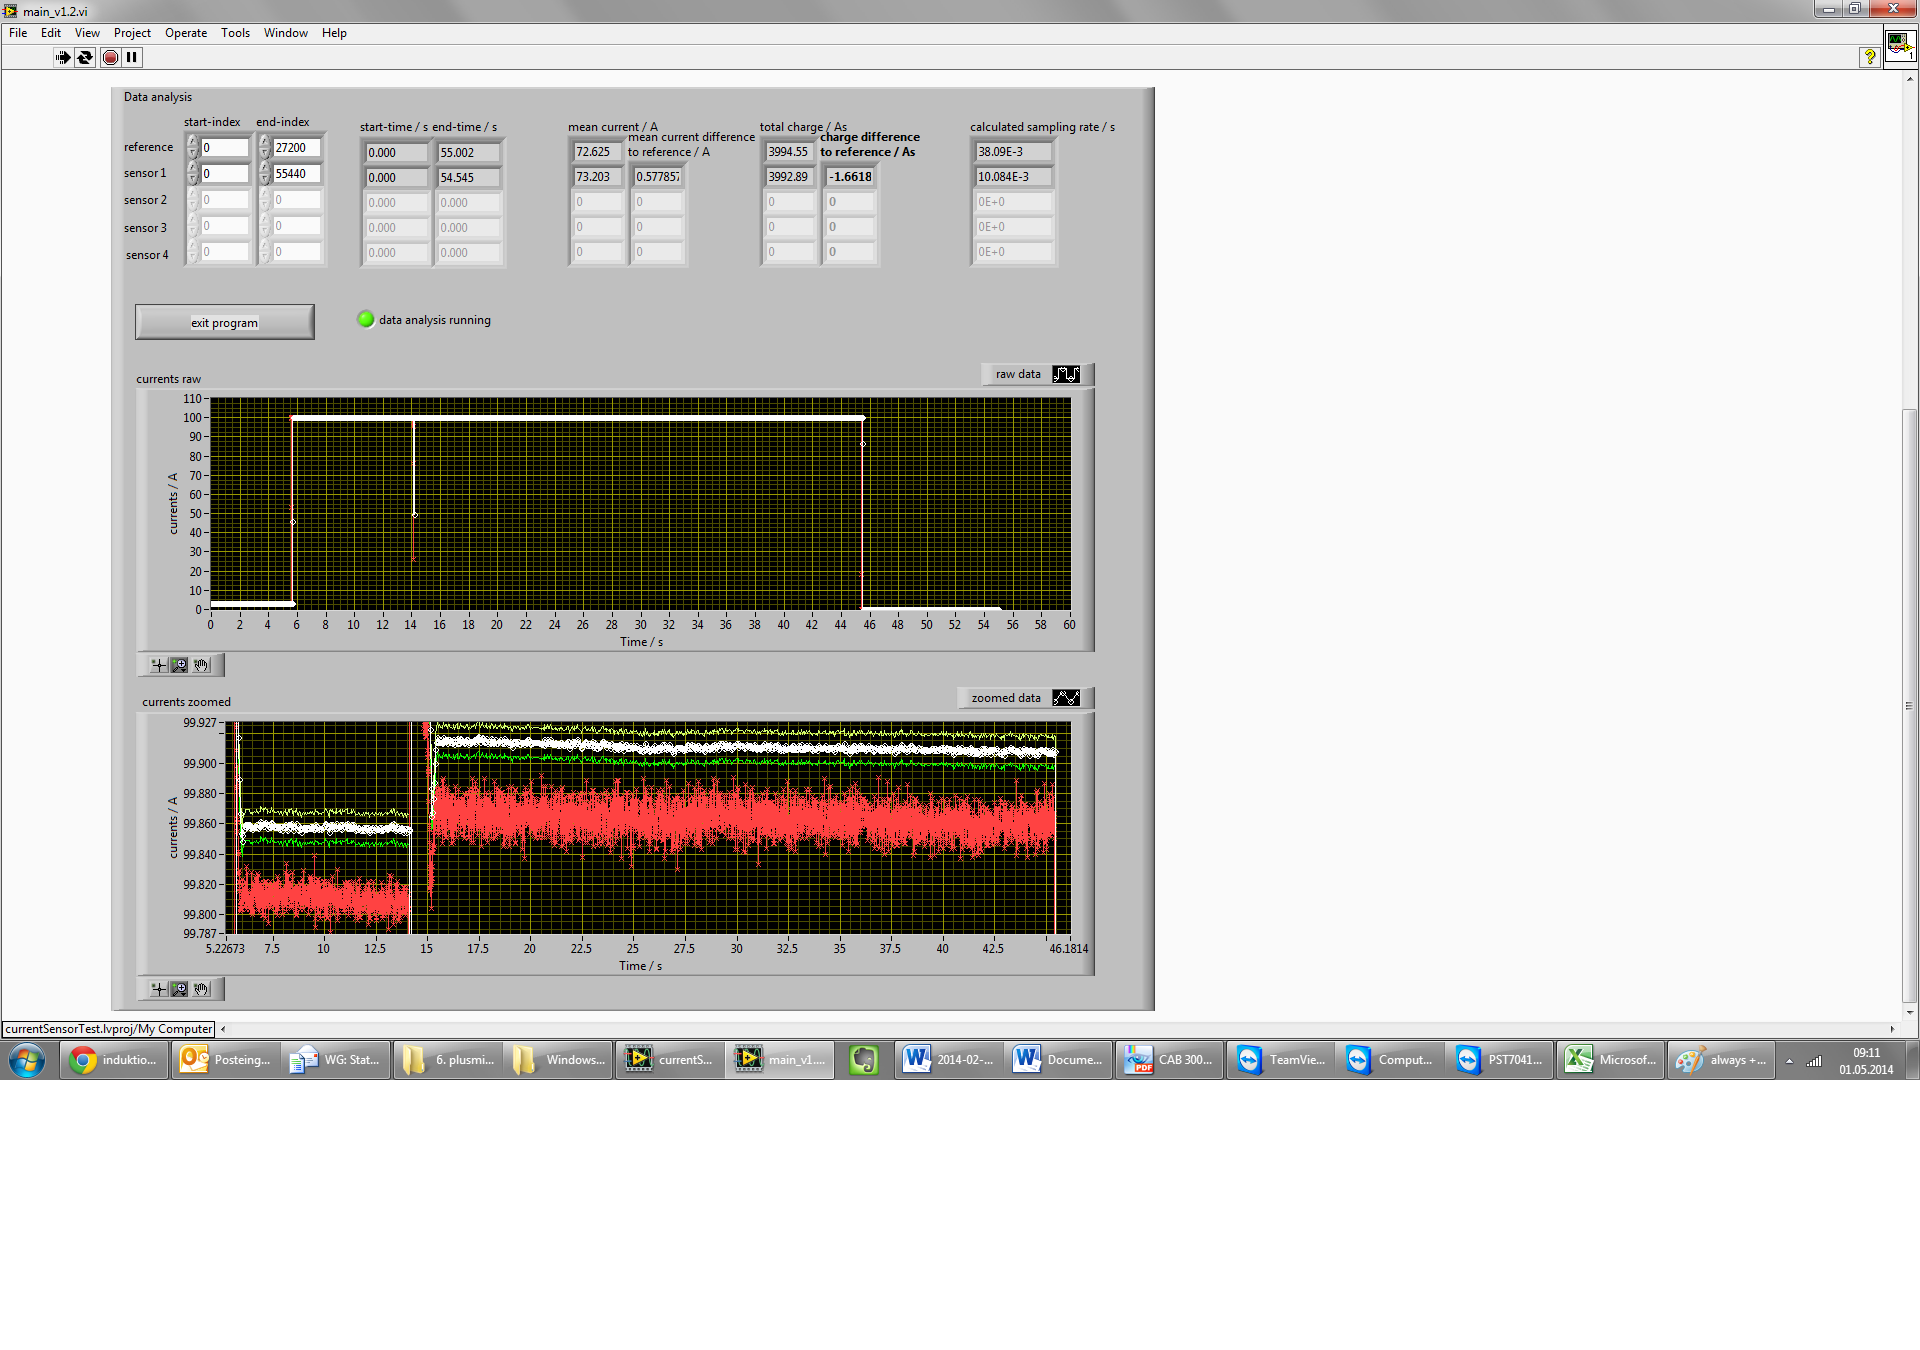 main_v1.2.vi
File Edit View Project Operate Tools Window Help
Data analysis
start-index end-index
start-time / s end-time / s
mean current / A
mean current difference
to reference / A
total charge / As
charge difference
to reference / As
calculated sampling rate / s
reference 0 27200 0.000 55.002 72.625 3994.55 38.09E-3
sensor 1 0 55440 0.000 54.545 73.203 0.577857 3992.89 -1.6618 10.084E-3
sensor 2 0 0 0.000 0.000 0 0 0 0 0E+0
sensor 3 0 0 0.000 0.000 0 0 0 0 0E+0
sensor 4 0 0 0.000 0.000 0 0 0 0 0E+0
exit program
data analysis running
currents raw
raw data
currents / A
110
100
90
80
70
60
50
40
30
20
10
0
0 2 4 6 8 10 12 14 16 18 20 22 24 26 28 30 32 34 36 38 40 42 44 46 48 50 52 54 56 58 60
Time / s
currents zoomed
zoomed data
currents / A
99.927
99.900
99.880
99.860
99.840
99.820
99.800
99.787
5.22673 7.5 10 12.5 15 17.5 20 22.5 25 27.5 30 32.5 35 37.5 40 42.5 46.1814
Time / s
currentSensorTest.lvproj/My Computer
induktio... Posteing... WG: Stat... 6. plusmi... Windows... currentS... main_v1.... 2014-02-... Docume... CAB 300... TeamVie... Comput... PST7041... Microsof... always +...
09:11
01.05.2014